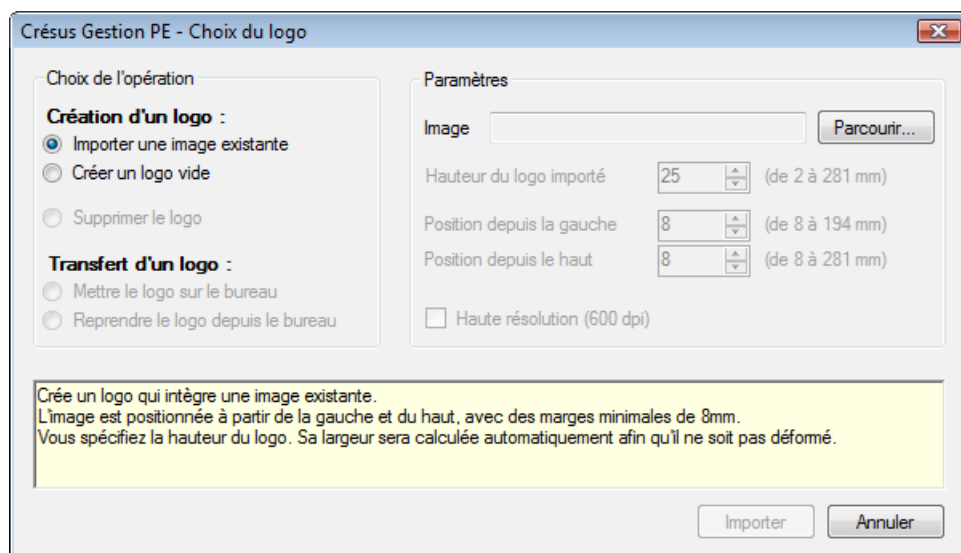 Crésus Gestion PE - Choix du logo
Choix de l'opération
Création d'un logo :
Importer une image existante
Créer un logo vide
Supprimer le logo
Transfert d'un logo :
Mettre le logo sur le bureau
Reprendre le logo depuis le bureau
Paramètres
Image Parcourir...
Hauteur du logo importé 25 (de 2 à 281 mm)
Position depuis la gauche 8 (de 8 à 194 mm)
Position depuis le haut 8 (de 8 à 281 mm)
Haute résolution (600 dpi)
Crée un logo qui intègre une image existante.
L'image est positionnée à partir de la gauche et du haut, avec des marges minimales de 8mm.
Vous spécifiez la hauteur du logo. Sa largeur sera calculée automatiquement afin qu'il ne soit pas déformé.
Importer Annuler